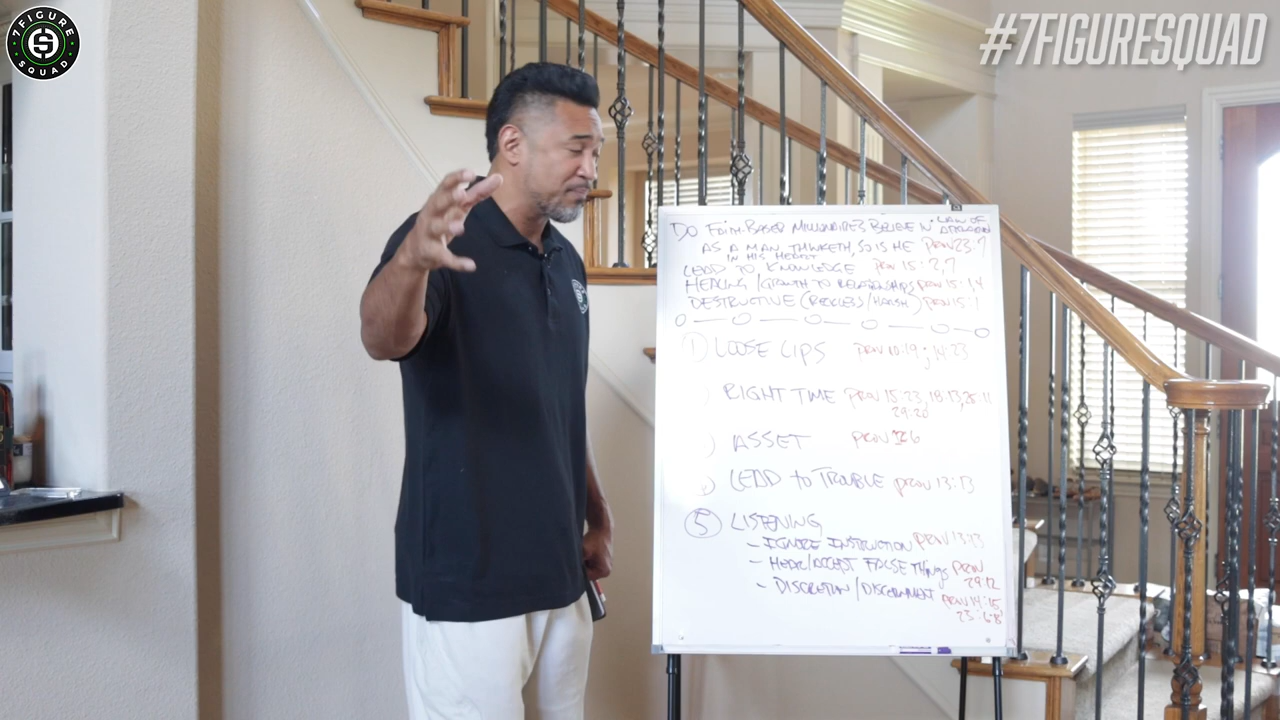 7FIGURE
SQUAD
#7FIGURESQUAD
DO FAITH-BASED MILLIONAIRES BELIEVE IN LAW OF ATTRACTION
AS A MAN THINKETH, SO IS HE PROV 23:7
IN HIS HEART
LEAD TO KNOWLEDGE PROV 15:2,7
HEALING/GROWTH TO RELATIONSHIPS PROV 15:1,4
DESTRUCTIVE (RECKLESS/HARSH) PROV 15:1
1) LOOSE LIPS PROV 10:19; 14:23
) RIGHT TIME PROV 15:23, 18:13, 25:11
29:20
) ASSET PROV
) LEAD TO TROUBLE PROV 13:13
5 LISTENING
- IGNORE INSTRUCTION PROV 13:13
- HEAR/ACCEPT FALSE THINGS PROV
29:12
- DISCRETION/DISCERNMENT PROV 14:15,
23:6-8